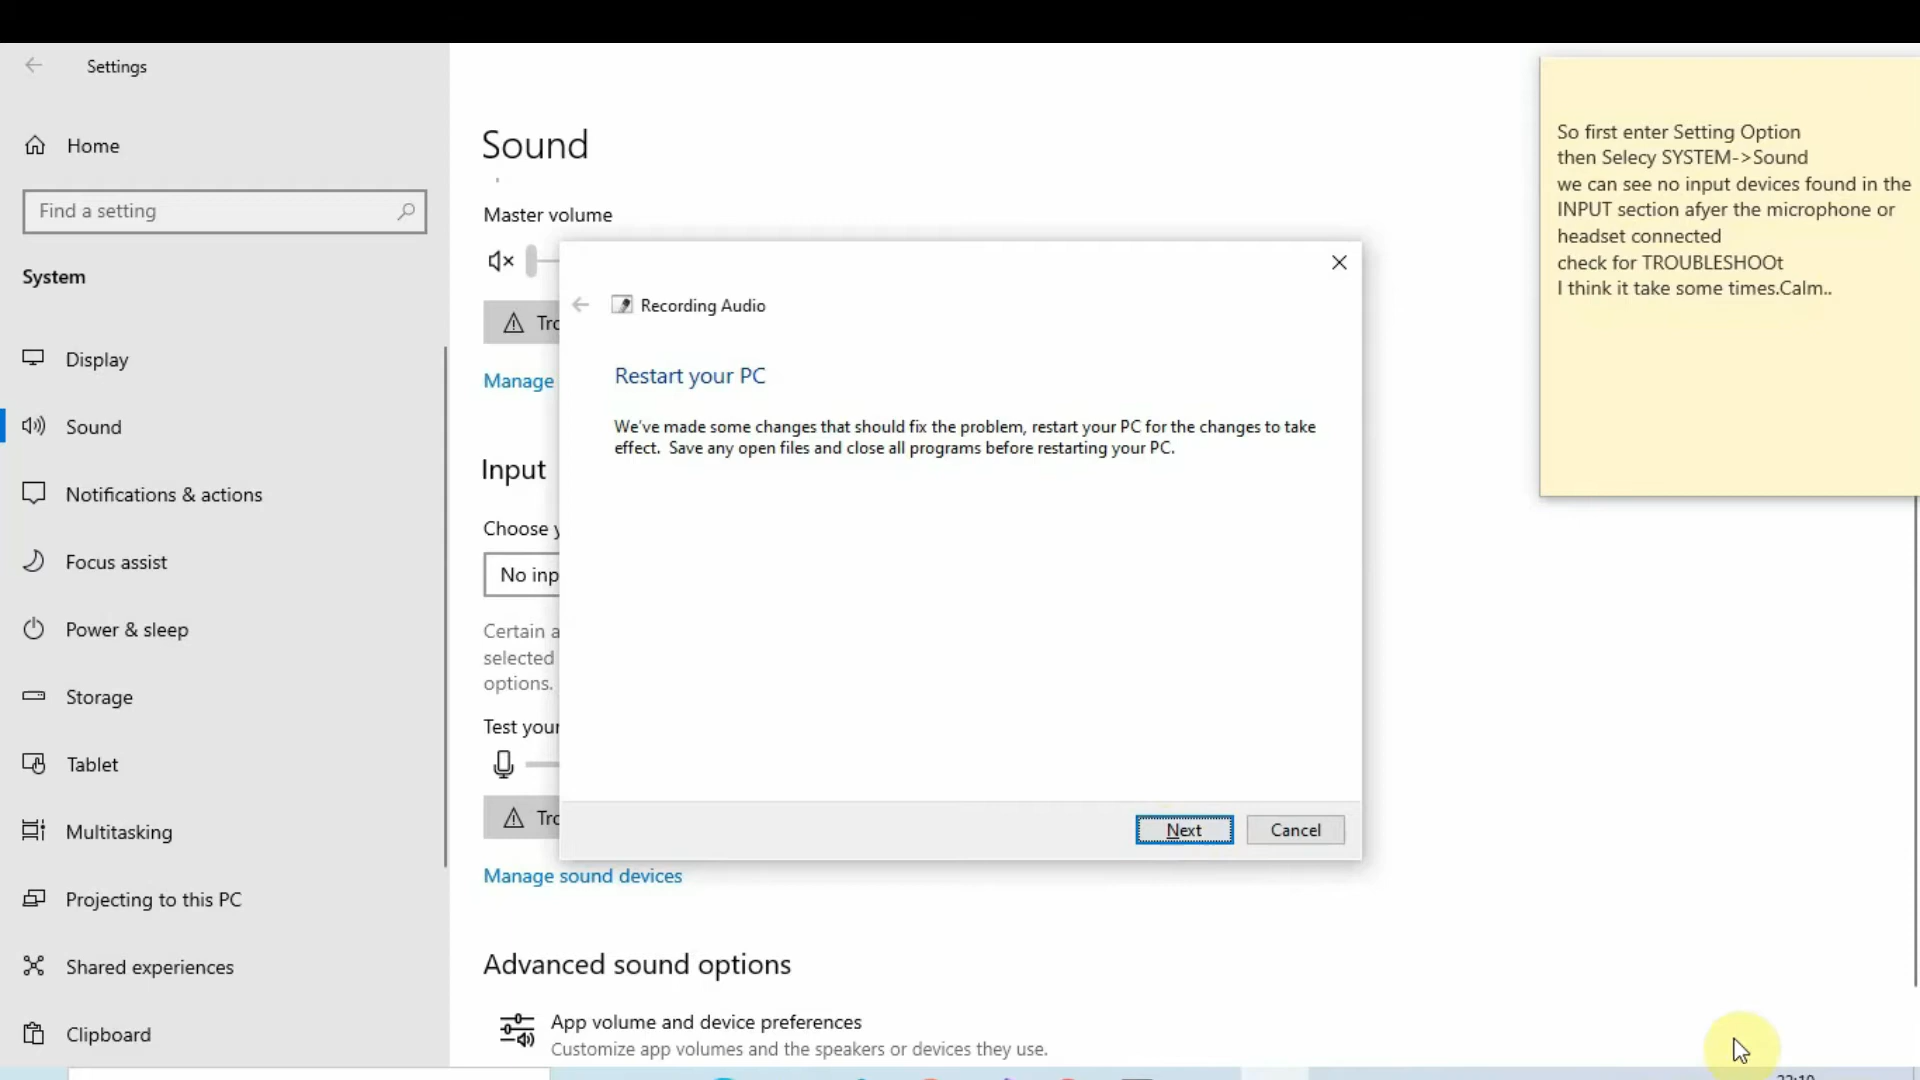 Settings
Home
Find a setting
System
Display
Sound
Notifications & actions
Focus assist
Power & sleep
Storage
Tablet
Multitasking
Projecting to this PC
Shared experiences
Clipboard
Sound
Master volume
Tro
Manage
Input
Choose y
No inp
Certain a
selected
options.
Test your
Tro
Manage sound devices
Advanced sound options
App volume and device preferences
Customize app volumes and the speakers or devices they use.
Recording Audio
Restart your PC
We've made some changes that should fix the problem, restart your PC for the changes to take
effect. Save any open files and close all programs before restarting your PC.
Next
Cancel
So first enter Setting Option
then Selecy SYSTEM->Sound
we can see no input devices found in the
INPUT section afyer the microphone or
headset connected
check for TROUBLESHOOt
I think it take some times.Calm..